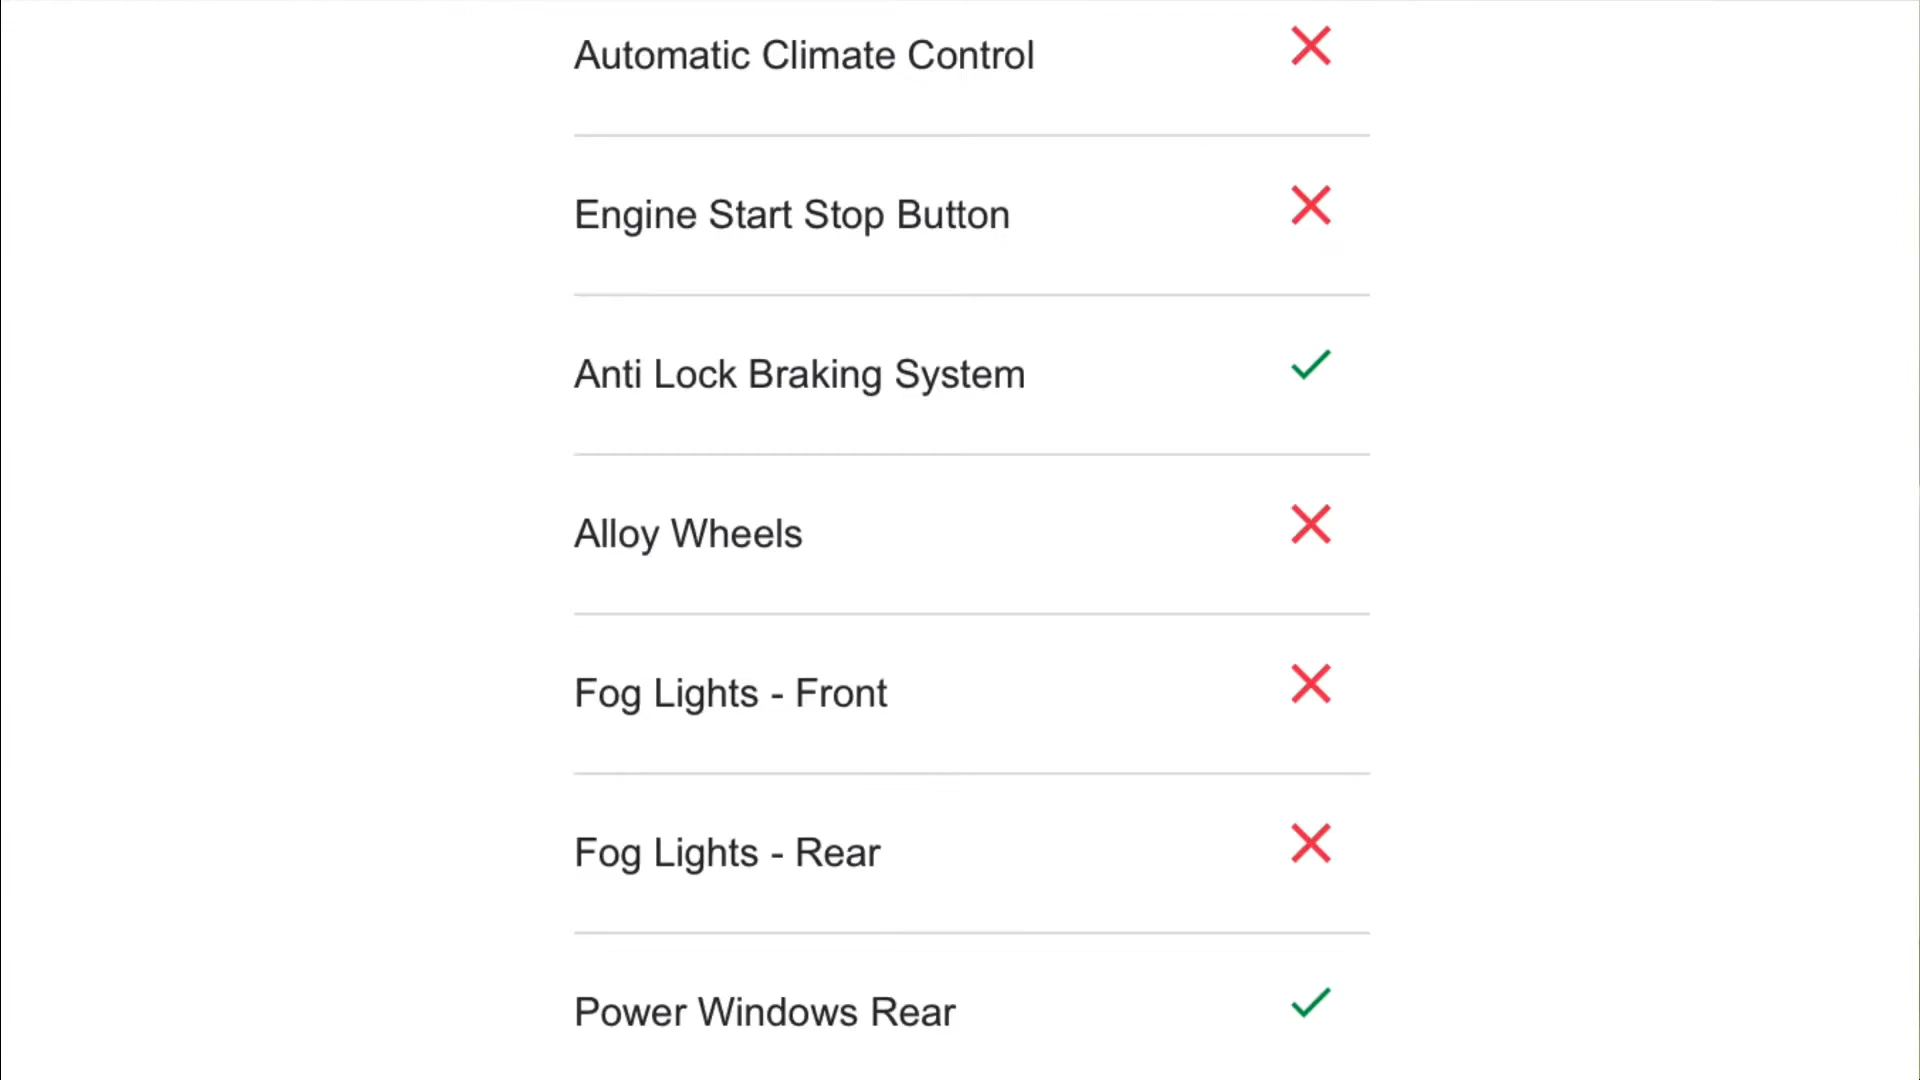 Automatic Climate Control
Engine Start Stop Button
Anti Lock Braking System
Alloy Wheels
Fog Lights - Front
Fog Lights - Rear
Power Windows Rear